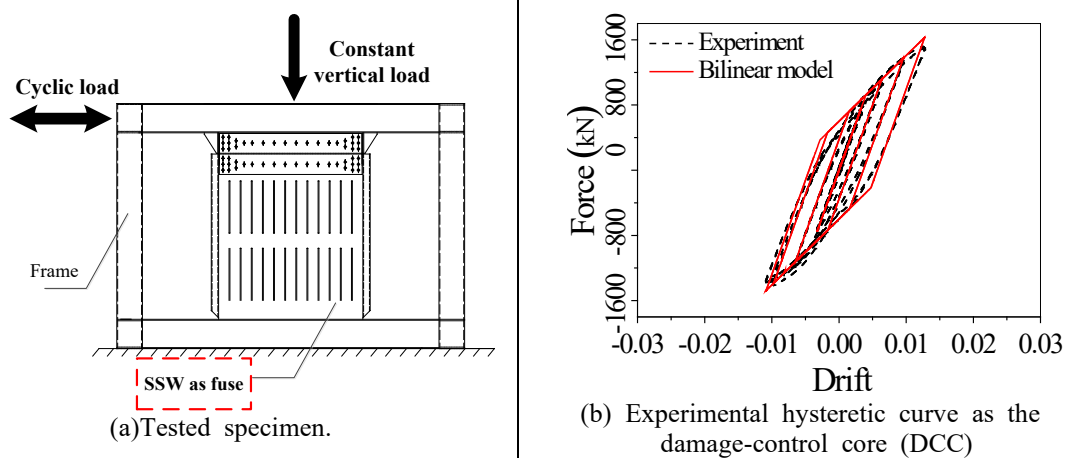 Constant
vertical load
Cyclic load
Frame
SSW as fuse
(a)Tested specimen.
Force (kN)
1600
800
0
-800
-1600
Experiment
Bilinear model
-0.03 -0.02 -0.01 0.00 0.01 0.02 0.03
Drift
(b) Experimental hysteretic curve as the
damage-control core (DCC)